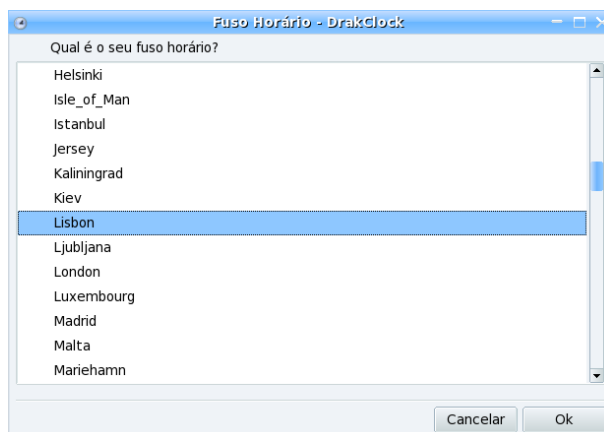 Fuso Horário - DrakClock
Qual é o seu fuso horário?
Helsinki
Isle_of_Man
Istanbul
Jersey
Kaliningrad
Kiev
Lisbon
Ljubljana
London
Luxembourg
Madrid
Malta
Mariehamn
Cancelar
Ok